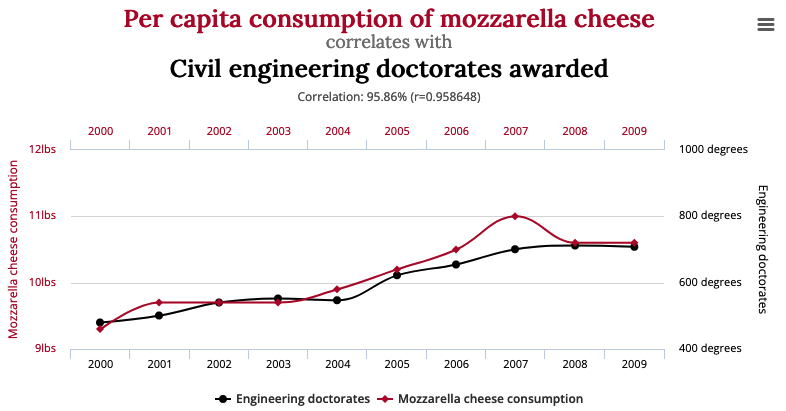 Per capita consumption of mozzarella cheese
correlates with
Civil engineering doctorates awarded
Correlation: 95.86% (r=0.958648)
2000 2001 2002 2003 2004 2005 2006 2007 2008 2009
12lbs 1000 degrees
11lbs 800 degrees
10lbs 600 degrees
9lbs 400 degrees
Mozzarella cheese consumption
Engineering doctorates
2000 2001 2002 2003 2004 2005 2006 2007 2008 2009
Engineering doctorates Mozzarella cheese consumption